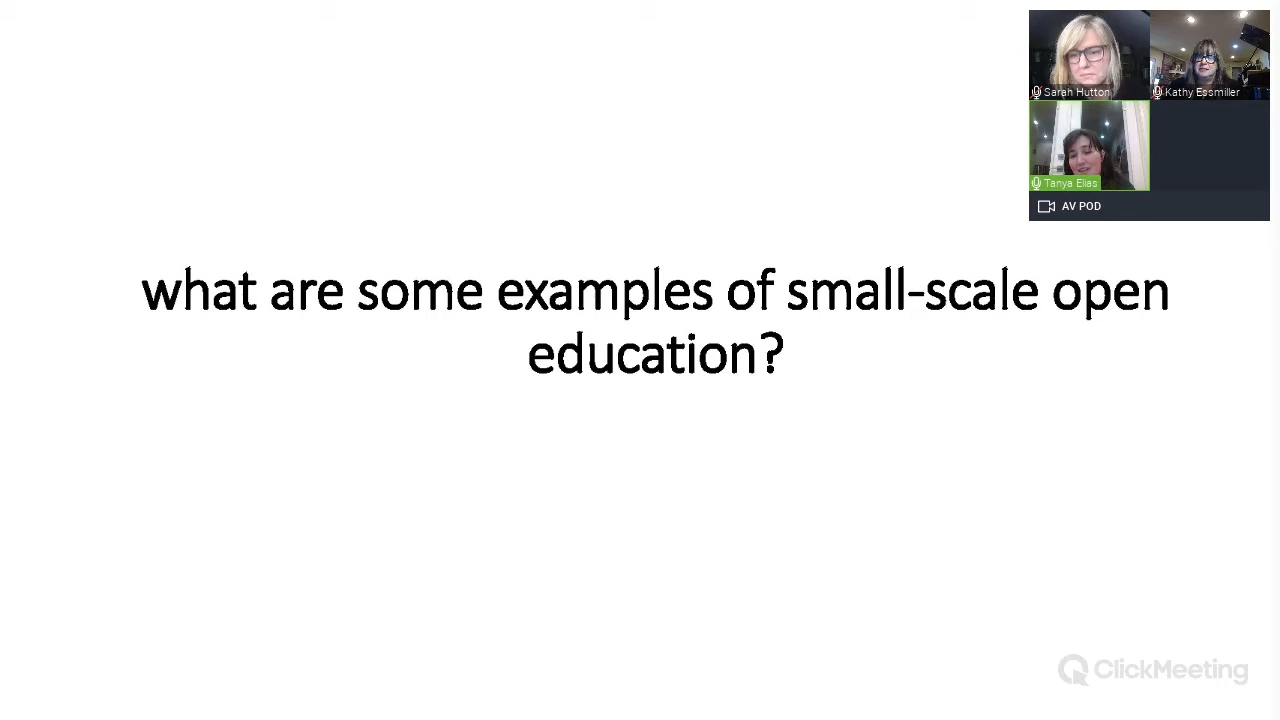 Sarah Hutton
Kathy Essmiller
Tanya Elias
AV POD
what are some examples of small-scale open
education?
ClickMeeting